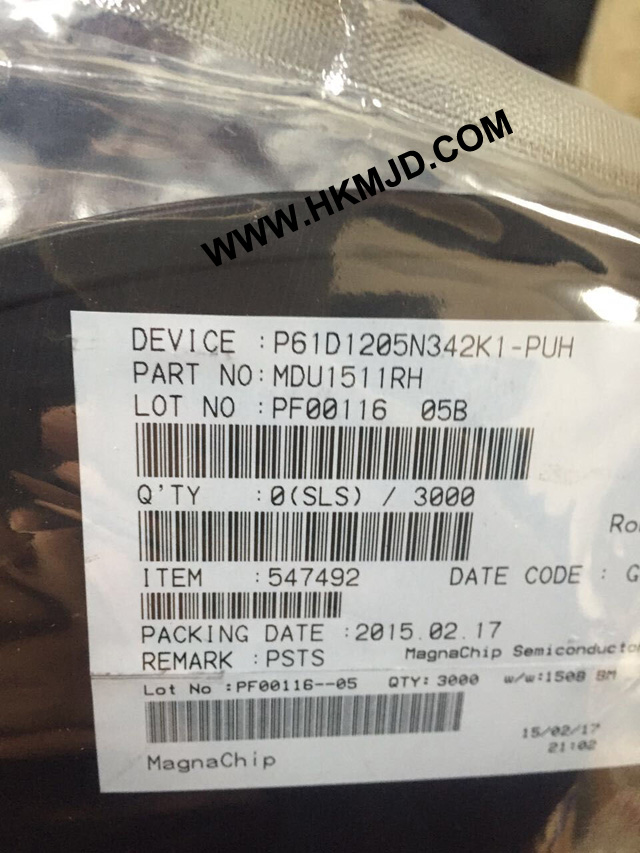 WWW.HKMJD.COM
DEVICE :P61D1205N342K1-PUH
PART NO:MDU1511RH
LOT NO :PF00116 05B
Q'TY :0(SLS) / 3000
Ro
ITEM :547492 DATE CODE : G
PACKING DATE :2015.02.17
REMARK :PSTS MagnaChip Semiconductor
Lot No :PF00116--05 QTY: 3000 w/w:1508 BM
15/02/17
21:02
MagnaChip